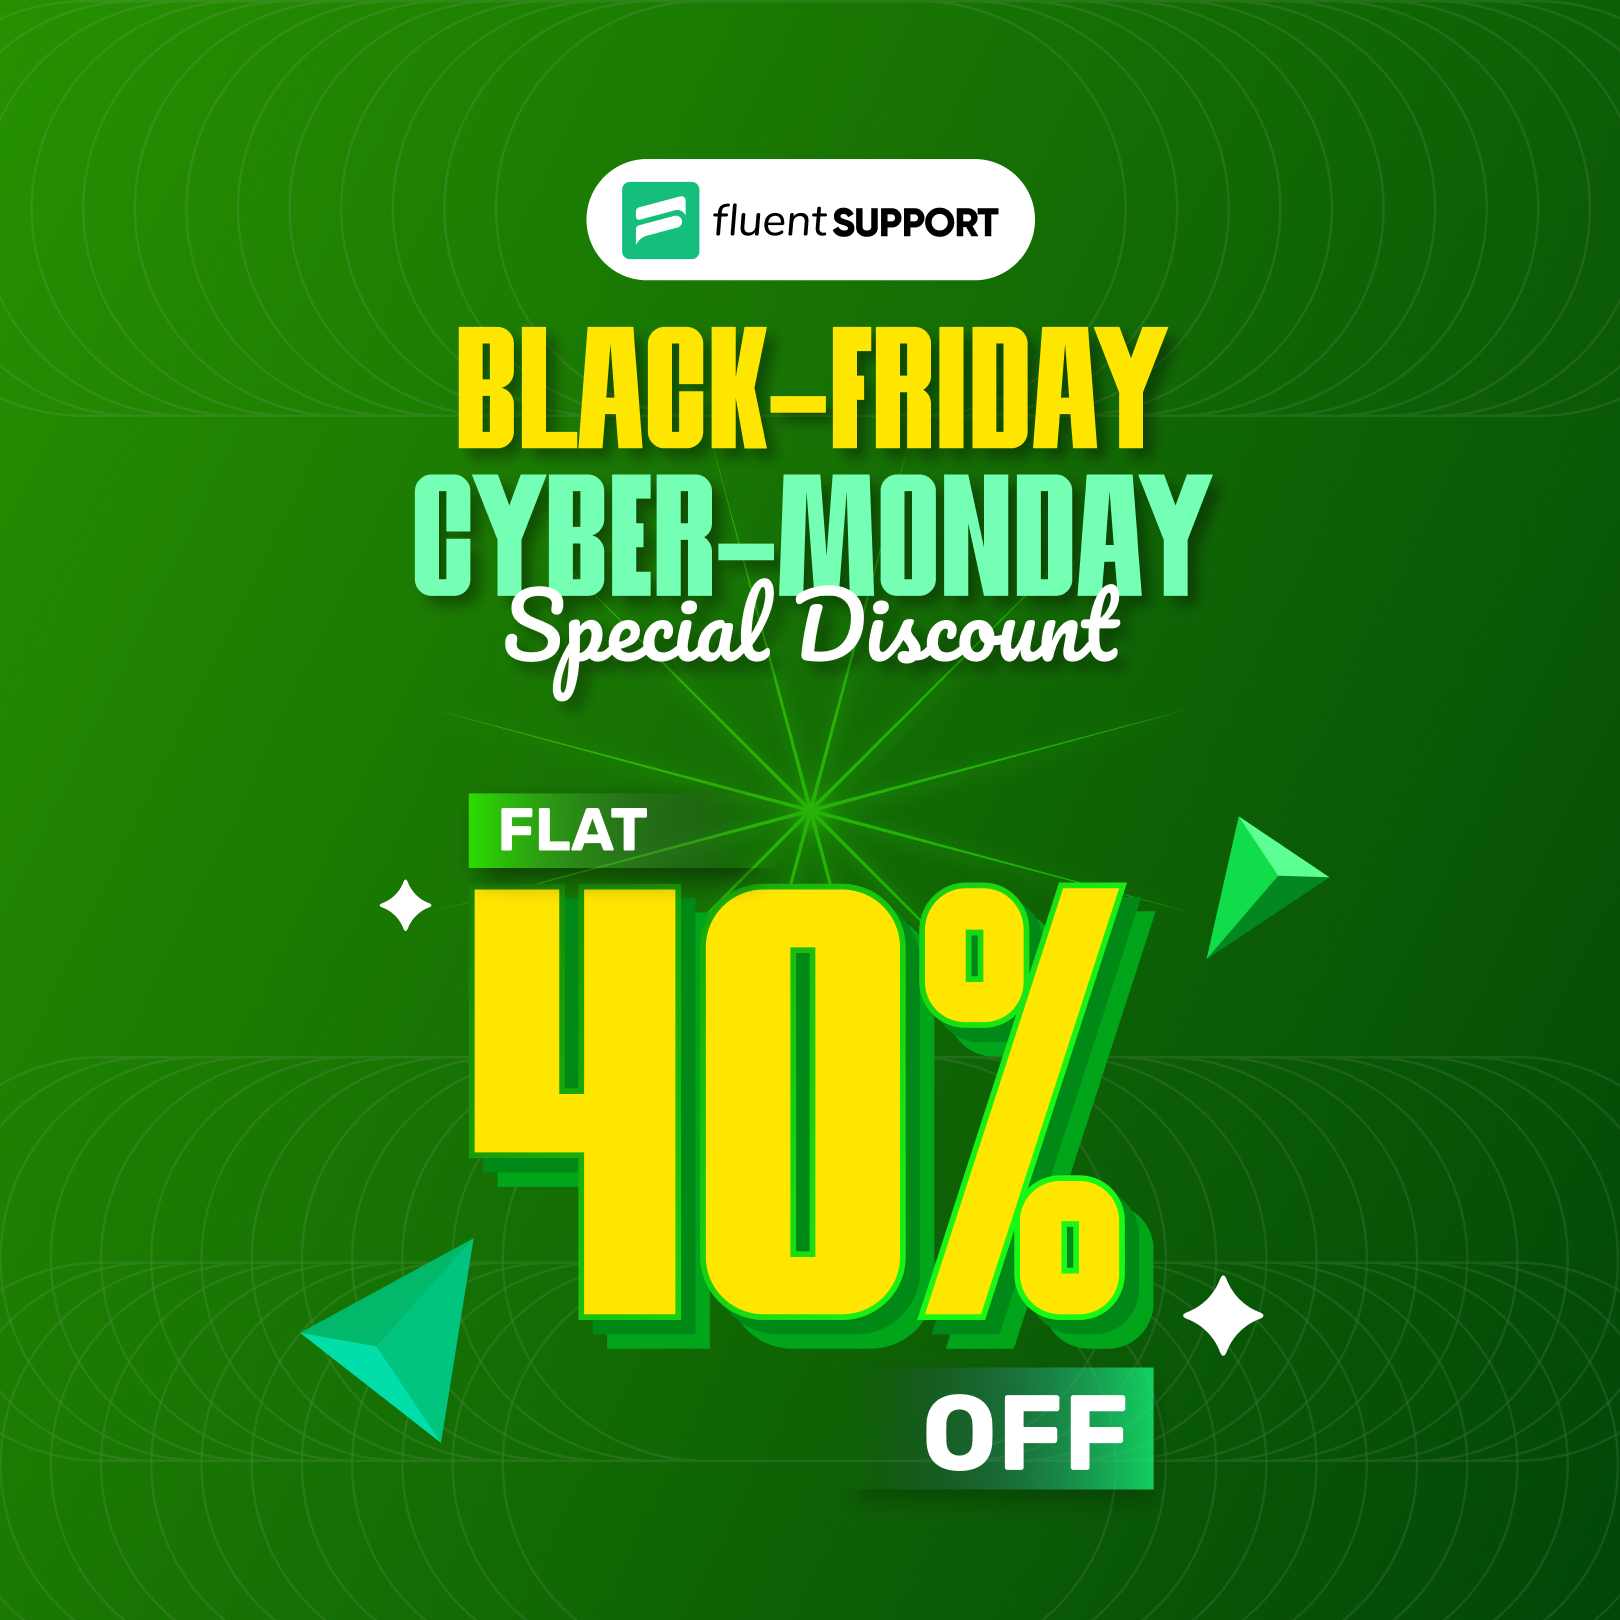 fluent SUPPORT
BLACK-FRIDAY
CYBER-MONDAY
Special Discount
FLAT
40%
OFF